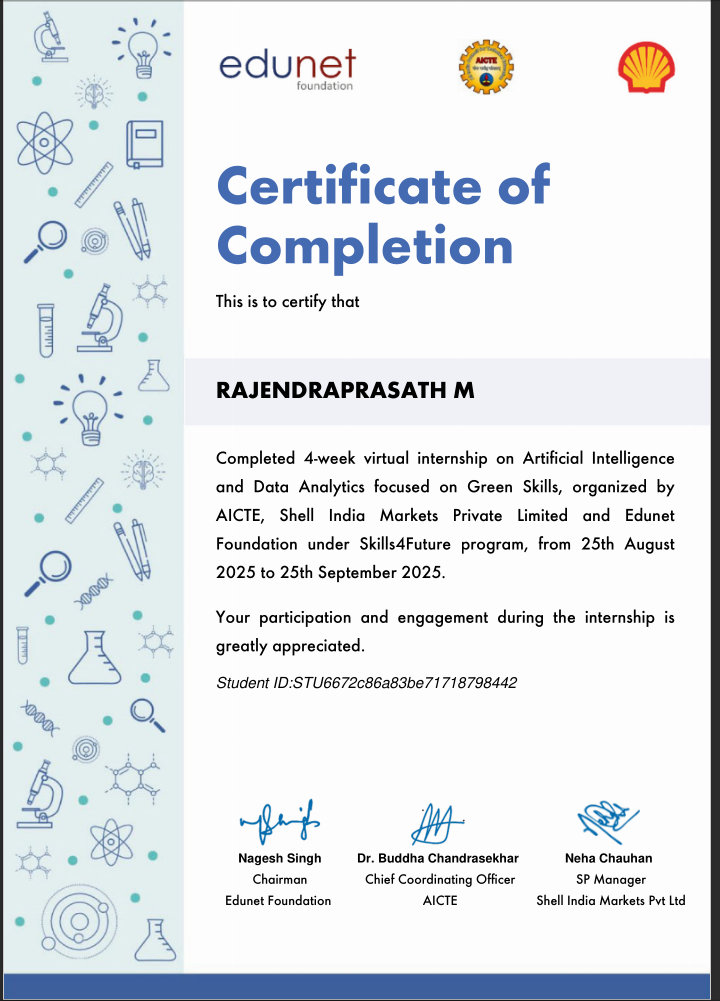 edunet
foundation
AICTE
Certificate of
Completion
This is to certify that
RAJENDRAPRASATH M
Completed 4-week virtual internship on Artificial Intelligence
and Data Analytics focused on Green Skills, organized by
AICTE, Shell India Markets Private Limited and Edunet
Foundation under Skills4Future program, from 25th August
2025 to 25th September 2025.
Your participation and engagement during the internship is
greatly appreciated.
Student ID:STU6672c86a83be71718798442
Nagesh Singh
Chairman
Edunet Foundation
Dr. Buddha Chandrasekhar
Chief Coordinating Officer
AICTE
Neha Chauhan
SP Manager
Shell India Markets Pvt Ltd